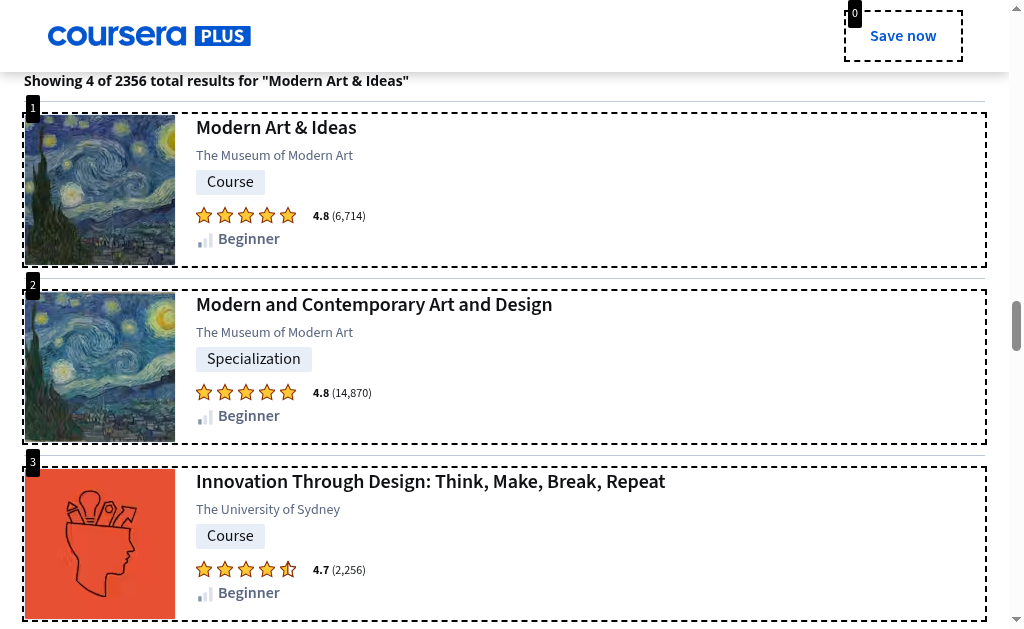 coursera PLUS
0
Save now
Showing 4 of 2356 total results for "Modern Art & Ideas"
1
Modern Art & Ideas
The Museum of Modern Art
Course
4.8 (6,714)
Beginner
2
Modern and Contemporary Art and Design
The Museum of Modern Art
Specialization
4.8 (14,870)
Beginner
3
Innovation Through Design: Think, Make, Break, Repeat
The University of Sydney
Course
4.7 (2,256)
Beginner